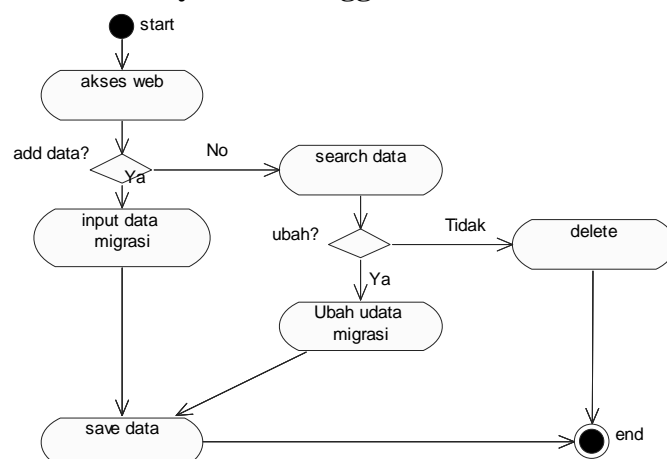 start
akses web
add data?
Ya
No
search data
input data
migrasi
ubah?
Tidak
delete
Ya
Ubah udata
migrasi
save data
end